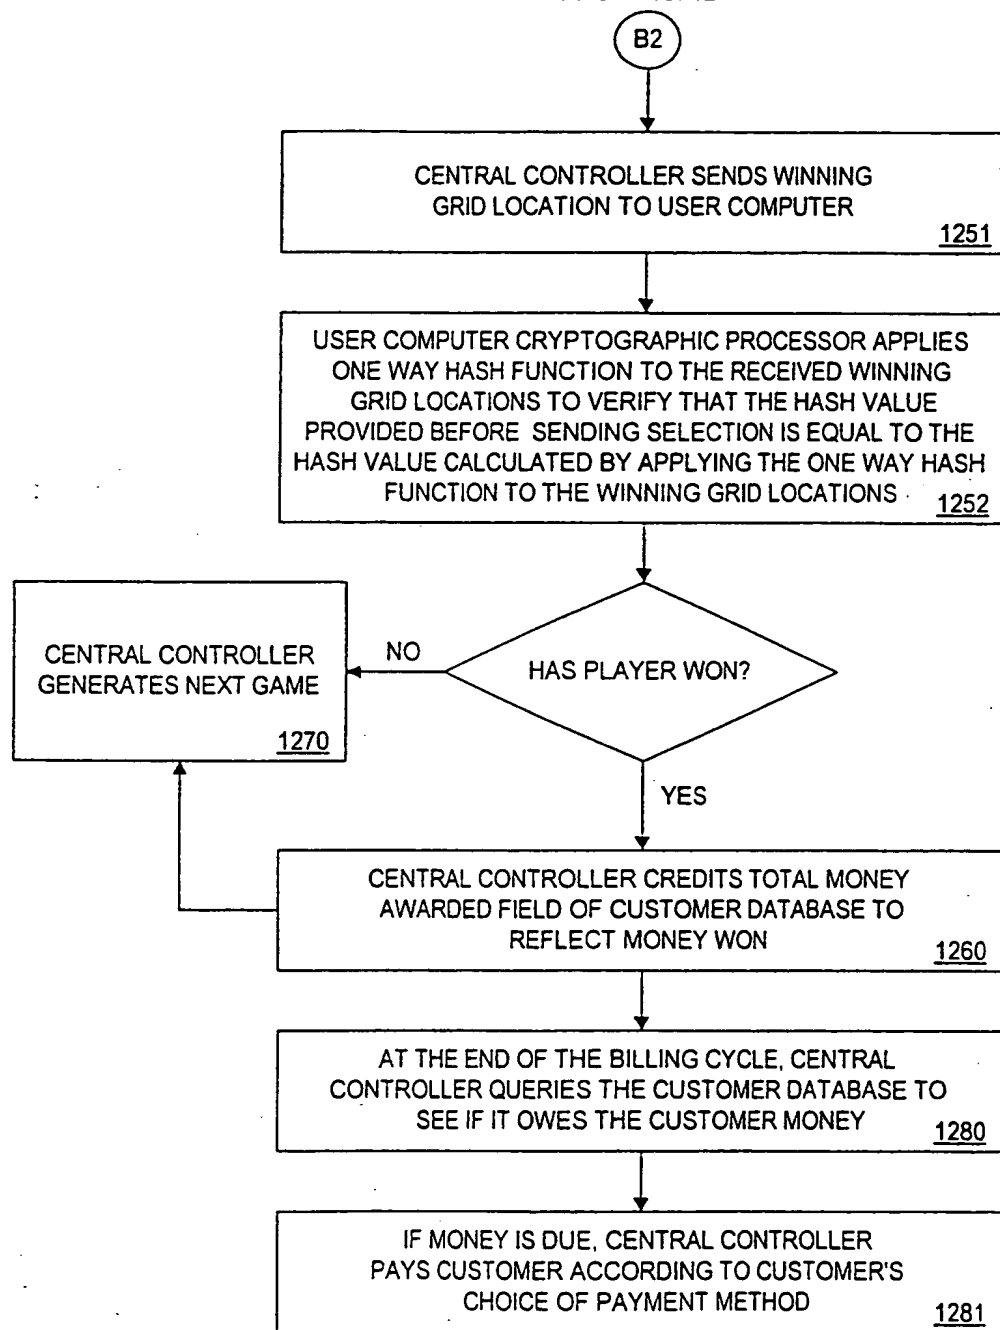 B2
CENTRAL CONTROLLER SENDS WINNING
GRID LOCATION TO USER COMPUTER
1251
USER COMPUTER CRYPTOGRAPHIC PROCESSOR APPLIES
ONE WAY HASH FUNCTION TO THE RECEIVED WINNING
GRID LOCATIONS TO VERIFY THAT THE HASH VALUE
PROVIDED BEFORE SENDING SELECTION IS EQUAL TO THE
HASH VALUE CALCULATED BY APPLYING THE ONE WAY HASH
FUNCTION TO THE WINNING GRID LOCATIONS
1252
HAS PLAYER WON?
NO
CENTRAL CONTROLLER
GENERATES NEXT GAME
1270
YES
CENTRAL CONTROLLER CREDITS TOTAL MONEY
AWARDED FIELD OF CUSTOMER DATABASE TO
REFLECT MONEY WON
1260
AT THE END OF THE BILLING CYCLE, CENTRAL
CONTROLLER QUERIES THE CUSTOMER DATABASE TO
SEE IF IT OWES THE CUSTOMER MONEY
1280
IF MONEY IS DUE, CENTRAL CONTROLLER
PAYS CUSTOMER ACCORDING TO CUSTOMER'S
CHOICE OF PAYMENT METHOD
1281